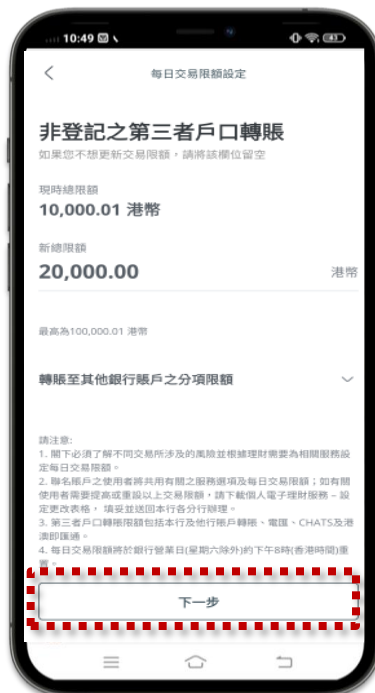 10:49
每日交易限額設定
非登記之第三者戶口轉賬
如果您不想更新交易限額，請將該欄位留空
現時總限額
10,000.01 港幣
新總限額
20,000.00 港幣
最高為100,000.01 港幣
轉賬至其他銀行賬戶之分項限額
請注意:
1. 閣下必須了解不同交易所涉及的風險並根據理財需要為相關服務設
定每日交易限額。
2. 聯名賬戶之使用者將共用有關之服務選項及每日交易限額；如有關
使用者需要提高或重設以上交易限額，請下載個人電子理財服務 – 設
定更改表格， 填妥並送回本行各分行辦理。
3. 第三者戶口轉賬限額包括本行及他行賬戶轉賬、電匯、CHATS及港
澳即匯通。
4. 每日交易限額將於銀行營業日(星期六除外)的下午8時(香港時間)重
置。
下一步